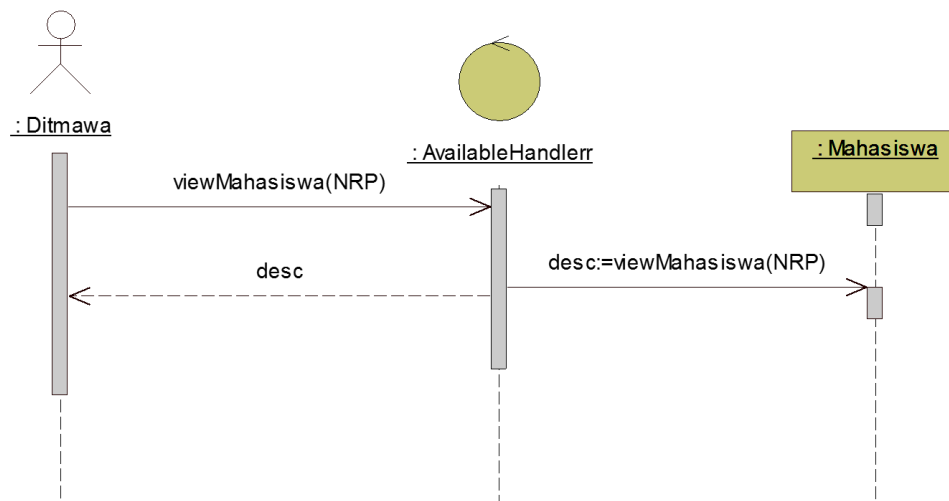 : Ditmawa
: AvailableHandlerr
: Mahasiswa
viewMahasiswa(NRP)
desc
desc:=viewMahasiswa(NRP)